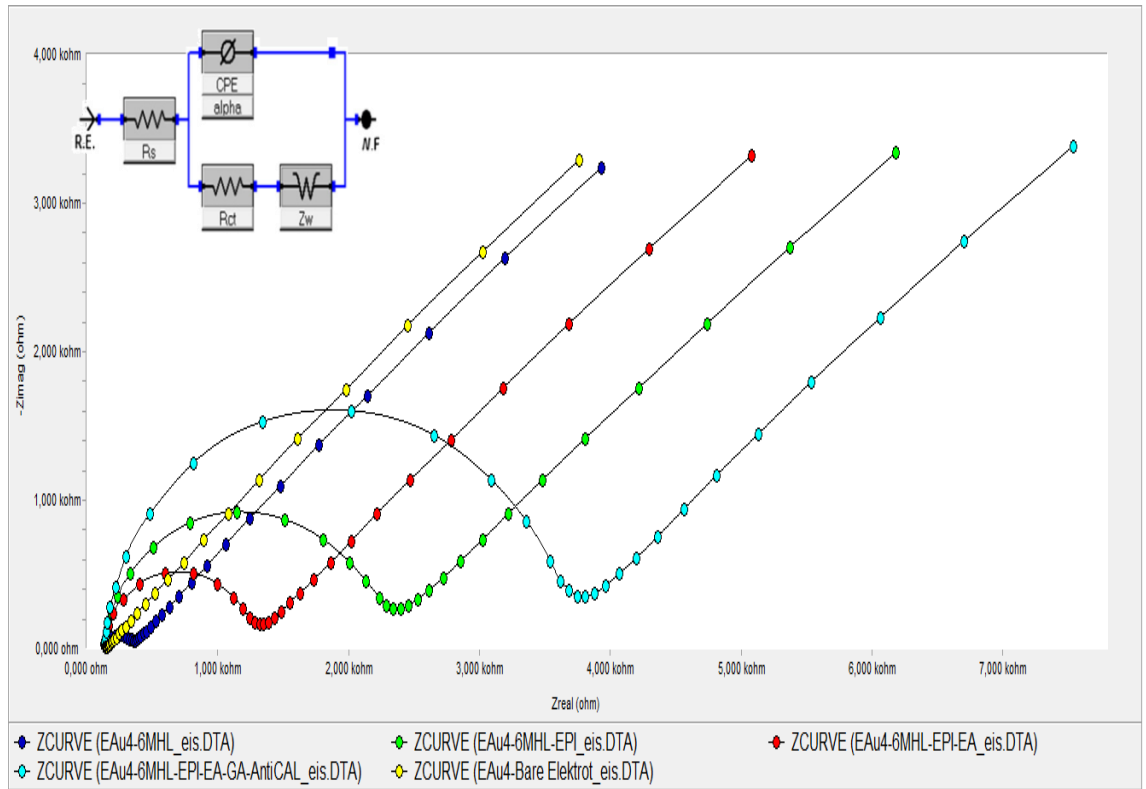 4,000 kohm
3,000 kohm
2,000 kohm
1,000 kohm
0,000 ohm
-Zimag (ohm)
CPE
alpha
R.E.
Rs
N.F
Rct
Zw
0,000 ohm 1,000 kohm 2,000 kohm 3,000 kohm 4,000 kohm 5,000 kohm 6,000 kohm 7,000 kohm
Zreal (ohm)
ZCURVE (EAu4-6MHL_eis.DTA) ZCURVE (EAu4-6MHL-EPI_eis.DTA) ZCURVE (EAu4-6MHL-EPI-EA_eis.DTA)
ZCURVE (EAu4-6MHL-EPI-EA-GA-AntiCAL_eis.DTA) ZCURVE (EAu4-Bare Elektrot_eis.DTA)